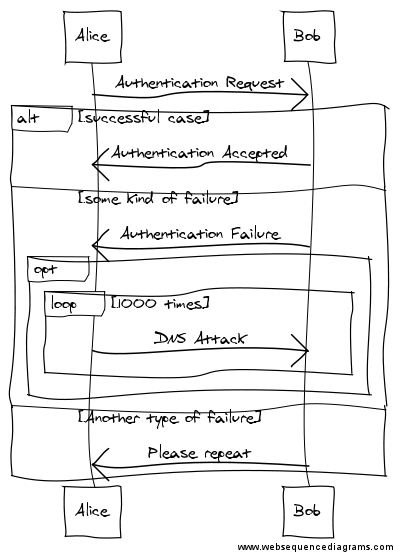 Alice Bob
Authentication Request
alt [successful case]
Authentication Accepted
[some kind of failure]
Authentication Failure
opt
loop [1000 times]
DNS Attack
[Another type of failure]
Please repeat
Alice Bob
www.websequencediagrams.com